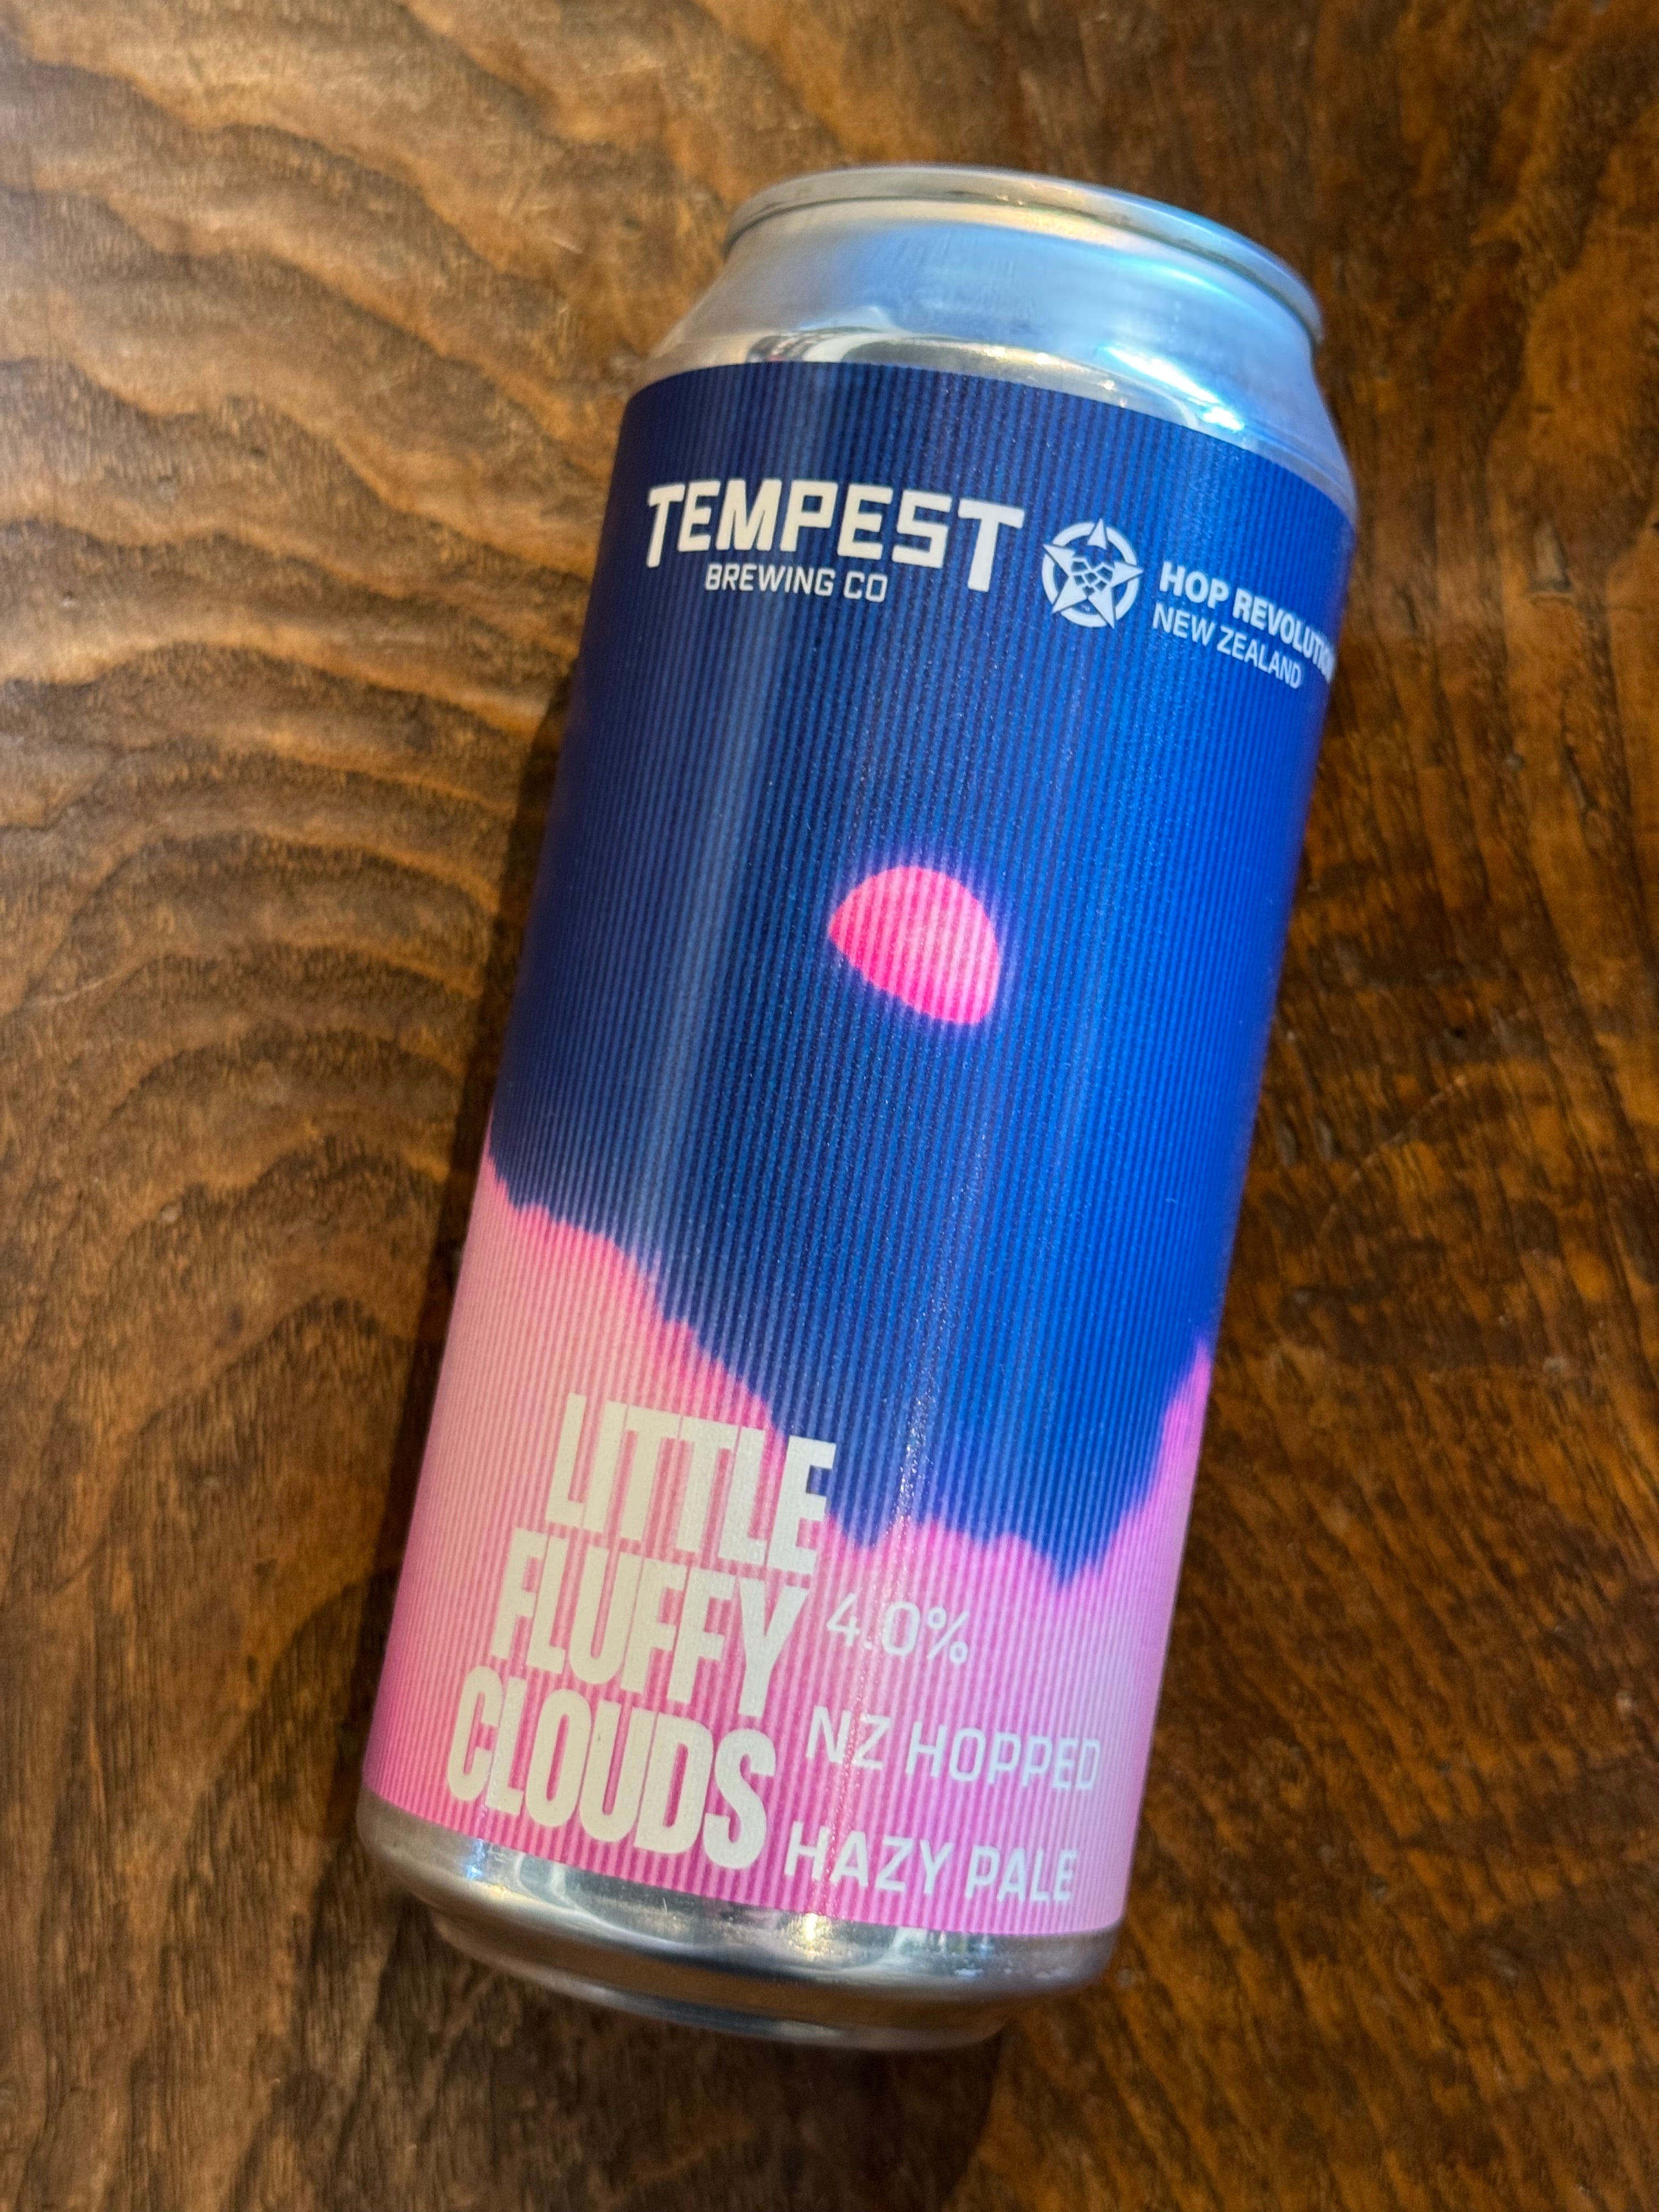 TEMPEST
BREWING CO
HOP REVOLUTION
NEW ZEALAND
LITTLE
FLUFFY
CLOUDS
4.0%
NZ HOPPED
HAZY PALE